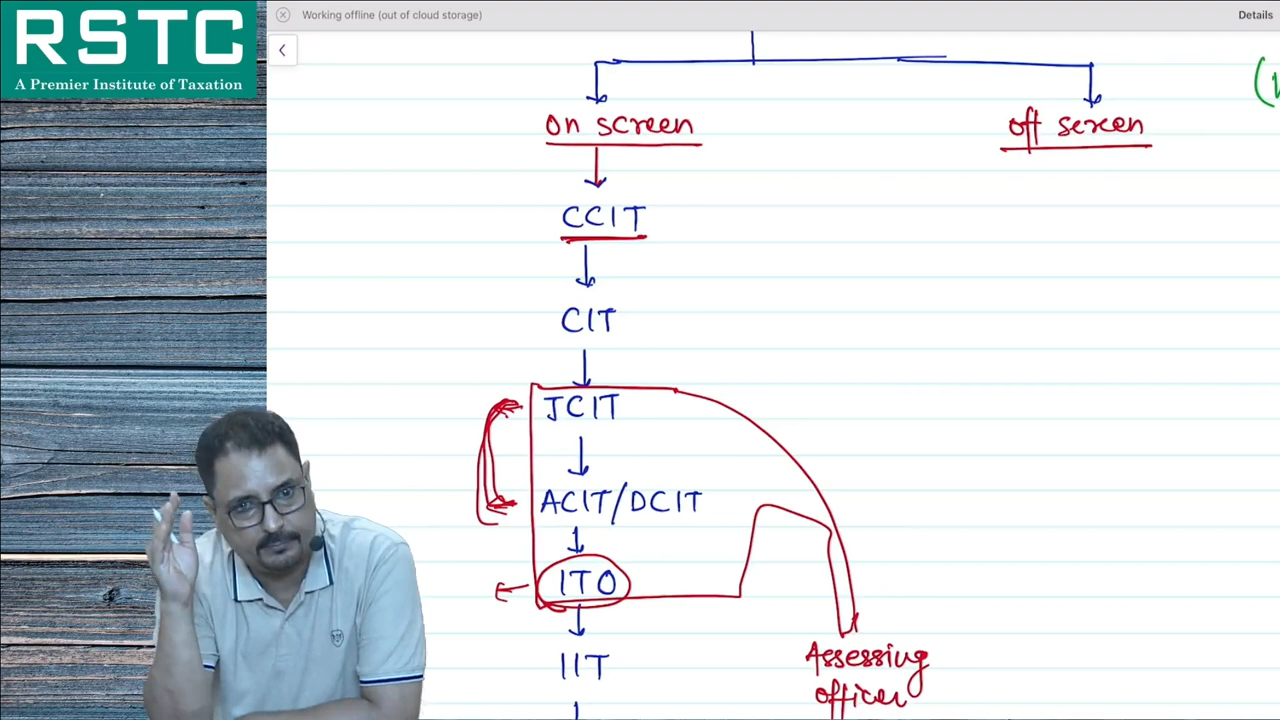 RSTC
A Premier Institute of Taxation
Working offline (out of cloud storage)
Details
On screen
off screen
CCIT
CIT
JCIT
ACIT/DCIT
ITO
IIT
Assessing
officer